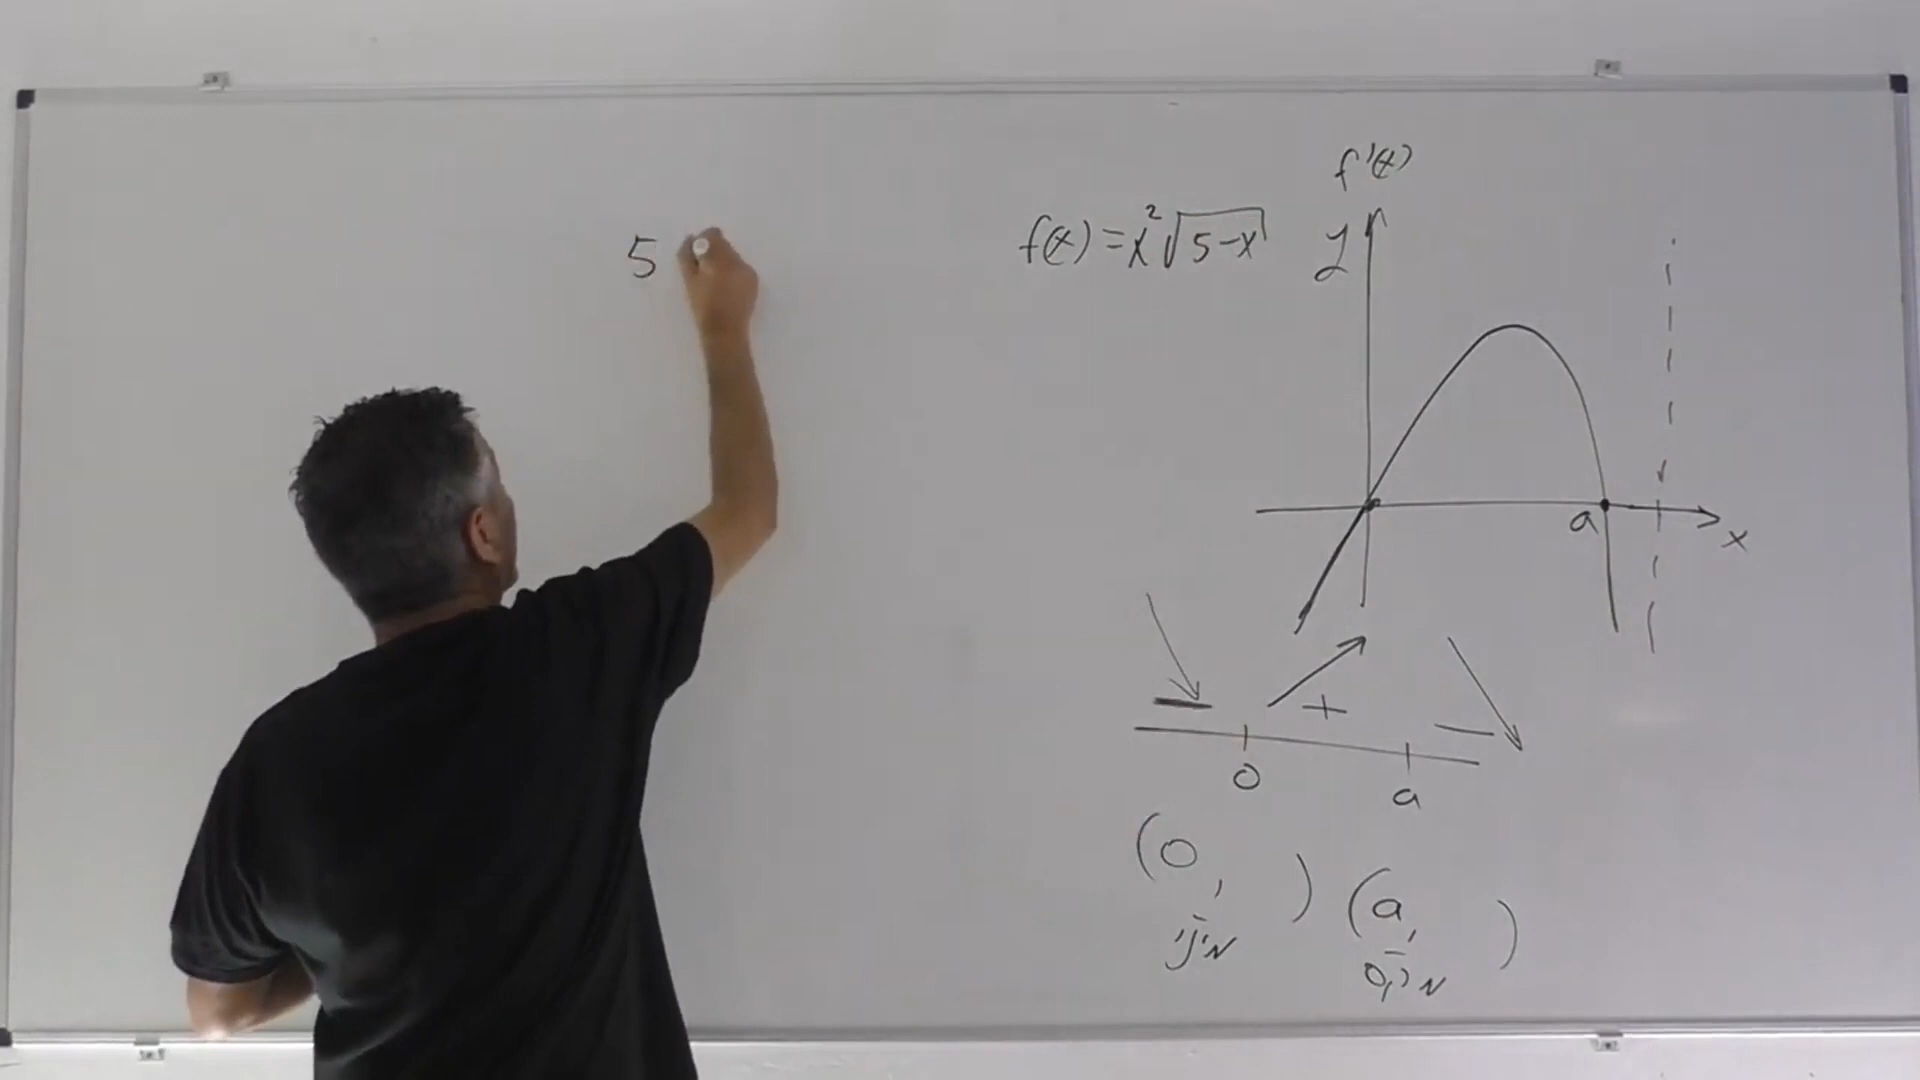 5
f'(x)
f(x) = x²√5-x
y
a
x
- + -
0 a
(0, ) (a, )